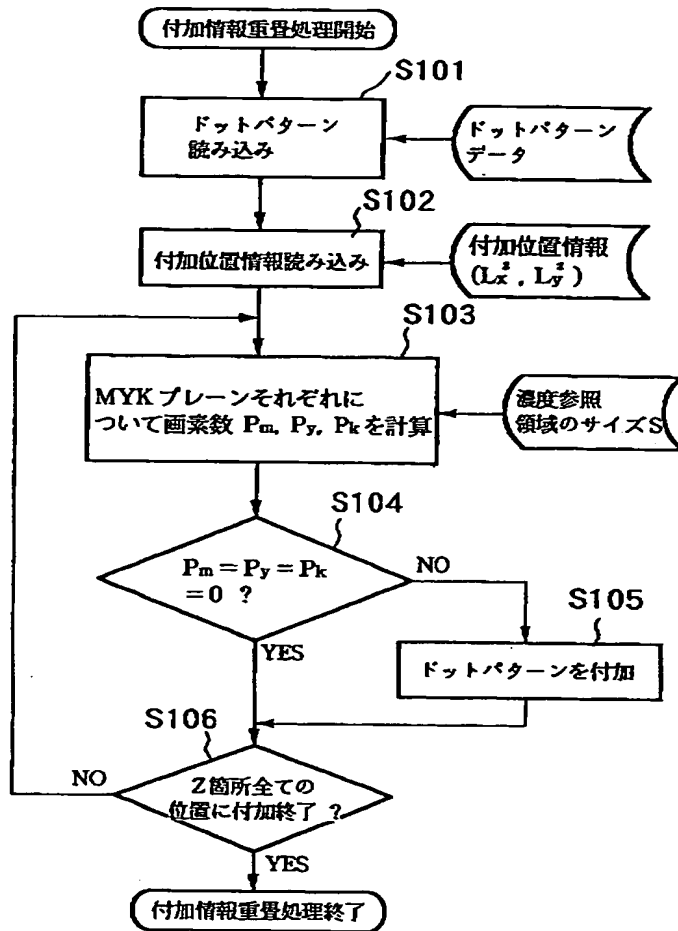 付加情報重畳処理開始
S101
ドットパターン
読み込み
ドットパターン
データ
S102
付加位置情報読み込み
付加位置情報
(Lx^z, Ly^z)
S103
MYK プレーンそれぞれに
ついて画素数 Pm, Py, Pk を計算
濃度参照
領域のサイズS
S104
Pm = Py = Pk
= 0 ?
NO
YES
S105
ドットパターンを付加
S106
NO
Z箇所全ての
位置に付加終了 ?
YES
付加情報重畳処理終了